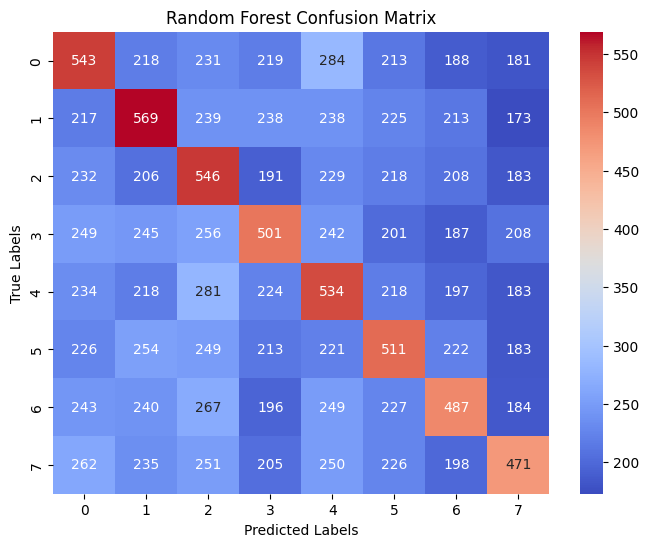 Random Forest Confusion Matrix
0 543 218 231 219 284 213 188 181
1 217 569 239 238 238 225 213 173
2 232 206 546 191 229 218 208 183
3 249 245 256 501 242 201 187 208
4 234 218 281 224 534 218 197 183
5 226 254 249 213 221 511 222 183
6 243 240 267 196 249 227 487 184
7 262 235 251 205 250 226 198 471
0 1 2 3 4 5 6 7
True Labels
Predicted Labels
550
500
450
400
350
300
250
200